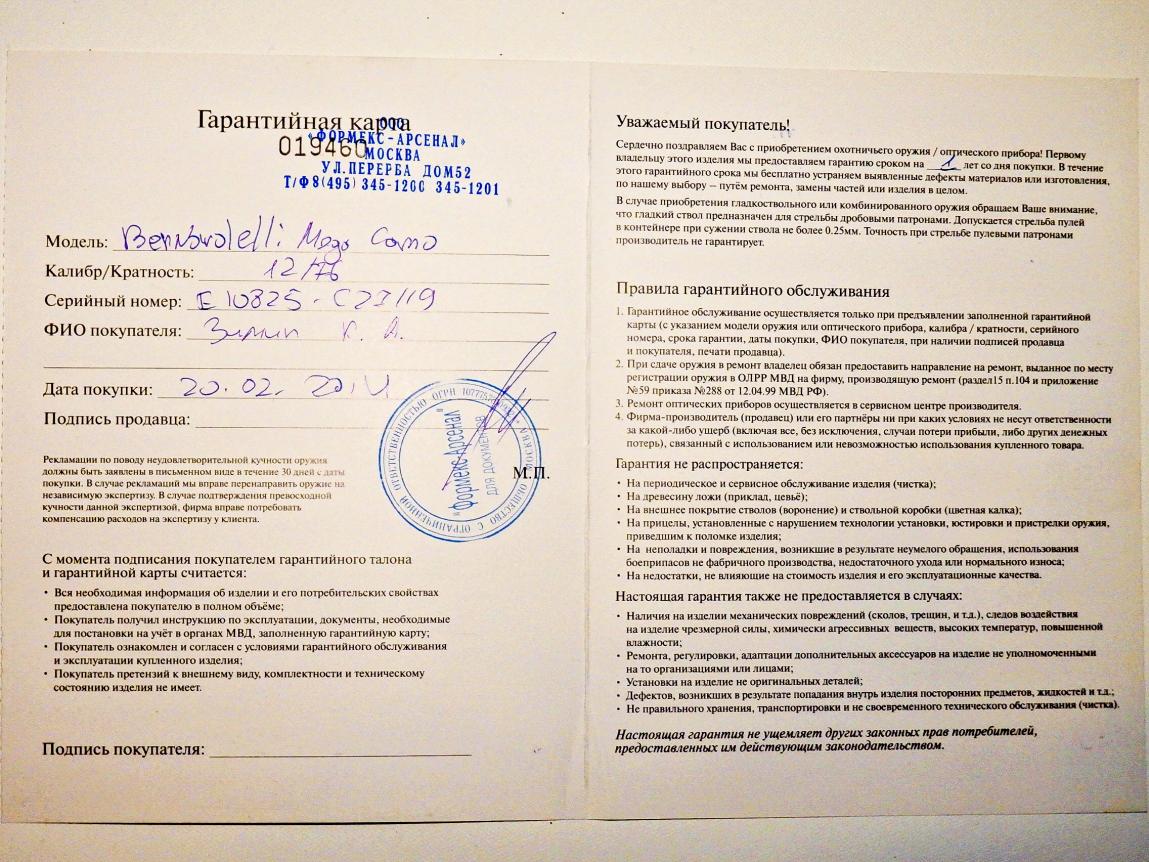 Гарантийная карта
019460
ООО
«ФОРМЕКС-АРСЕНАЛ»
МОСКВА
УЛ.ПЕРЕРВА ДОМ52
Т/Ф8(495) 345-1200 345-1201
Модель:
Калибр/Кратность: 12/76
Серийный номер: E 10825 - C23119
ФИО покупателя: К. А.
Дата покупки: 20.02. 2014
Подпись продавца:
"Формекс-Арсенал"
ДЛЯ ДОКУМЕНТОВ
ОБЩЕСТВО С ОГРАНИЧЕННОЙ ОТВЕТСТВЕННОСТЬЮ ОГРН
МОСКВА
М.П.
Рекламации по поводу неудовлетворительной кучности оружия
должны быть заявлены в письменном виде в течение 30 дней с даты
покупки. В случае рекламаций мы вправе перенаправить оружие на
независимую экспертизу. В случае подтверждения превосходной
кучности данной экспертизой, фирма вправе потребовать
компенсацию расходов на экспертизу у клиента.
С момента подписания покупателем гарантийного талона
и гарантийной карты считается:
• Вся необходимая информация об изделии и его потребительских свойствах
предоставлена покупателю в полном объёме;
• Покупатель получил инструкцию по эксплуатации, документы, необходимые
для постановки на учёт в органах МВД, заполненную гарантийную карту;
• Покупатель ознакомлен и согласен с условиями гарантийного обслуживания
и эксплуатации купленного изделия;
• Покупатель претензий к внешнему виду, комплектности и техническому
состоянию изделия не имеет.
Подпись покупателя:
Уважаемый покупатель!
Сердечно поздравляем Вас с приобретением охотничьего оружия / оптического прибора! Первому
владельцу этого изделия мы предоставляем гарантию сроком на 1 лет со дня покупки. В течение
этого гарантийного срока мы бесплатно устраняем выявленные дефекты материалов или изготовления,
по нашему выбору – путём ремонта, замены частей или изделия в целом.
В случае приобретения гладкоствольного или комбинированного оружия обращаем Ваше внимание,
что гладкий ствол предназначен для стрельбы дробовыми патронами. Допускается стрельба пулей
в контейнере при сужении ствола не более 0.25мм. Точность при стрельбе пулевыми патронами
производитель не гарантирует.
Правила гарантийного обслуживания
1. Гарантийное обслуживание осуществляется только при предъявлении заполненной гарантийной
карты (с указанием модели оружия или оптического прибора, калибра / кратности, серийного
номера, срока гарантии, даты покупки, ФИО покупателя, при наличии подписей продавца
и покупателя, печати продавца).
2. При сдаче оружия в ремонт владелец обязан предоставить направление на ремонт, выданное по месту
регистрации оружия в ОЛРР МВД на фирму, производящую ремонт (раздел15 п.104 и приложение
№59 приказа №288 от 12.04.99 МВД РФ).
3. Ремонт оптических приборов осуществляется в сервисном центре производителя.
4. Фирма-производитель (продавец) или его партнёры ни при каких условиях не несут ответственности
за какой-либо ущерб (включая все, без исключения, случаи потери прибыли, либо других денежных
потерь), связанный с использованием или невозможностью использования купленного товара.
Гарантия не распространяется:
• На периодическое и сервисное обслуживание изделия (чистка);
• На древесину ложи (приклад, цевьё);
• На внешнее покрытие стволов (воронение) и ствольной коробки (цветная калка);
• На прицелы, установленные с нарушением технологии установки, юстировки и пристрелки оружия,
приведшим к поломке изделия;
• На неполадки и повреждения, возникшие в результате неумелого обращения, использования
боеприпасов не фабричного производства, недостаточного ухода или нормального износа;
• На недостатки, не влияющие на стоимость изделия и его эксплуатационные качества.
Настоящая гарантия также не предоставляется в случаях:
• Наличия на изделии механических повреждений (сколов, трещин, и т.д.), следов воздействия
на изделие чрезмерной силы, химически агрессивных веществ, высоких температур, повышенной
влажности;
• Ремонта, регулировки, адаптации дополнительных аксессуаров на изделие не уполномоченными
на то организациями или лицами;
• Установки на изделие не оригинальных деталей;
• Дефектов, возникших в результате попадания внутрь изделия посторонних предметов, жидкостей и т.д.;
• Не правильного хранения, транспортировки и не своевременного технического обслуживания (чистка).
Настоящая гарантия не ущемляет других законных прав потребителей,
предоставленных им действующим законодательством.